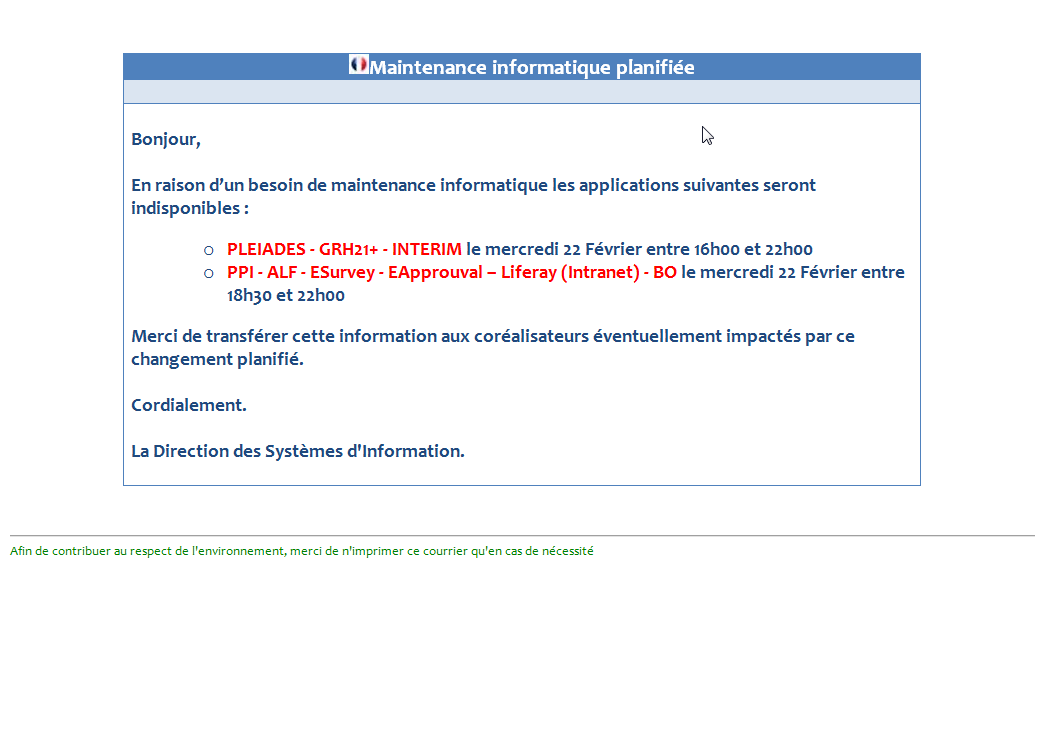 Maintenance informatique planifiée
Bonjour,
En raison d’un besoin de maintenance informatique les applications suivantes seront
indisponibles :
o PLEIADES - GRH21+ - INTERIM le mercredi 22 Février entre 16h00 et 22h00
o PPI - ALF - ESurvey - EApprouval – Liferay (Intranet) - BO le mercredi 22 Février entre
18h30 et 22h00
Merci de transférer cette information aux coréalisateurs éventuellement impactés par ce
changement planifié.
Cordialement.
La Direction des Systèmes d'Information.
Afin de contribuer au respect de l'environnement, merci de n'imprimer ce courrier qu'en cas de nécessité